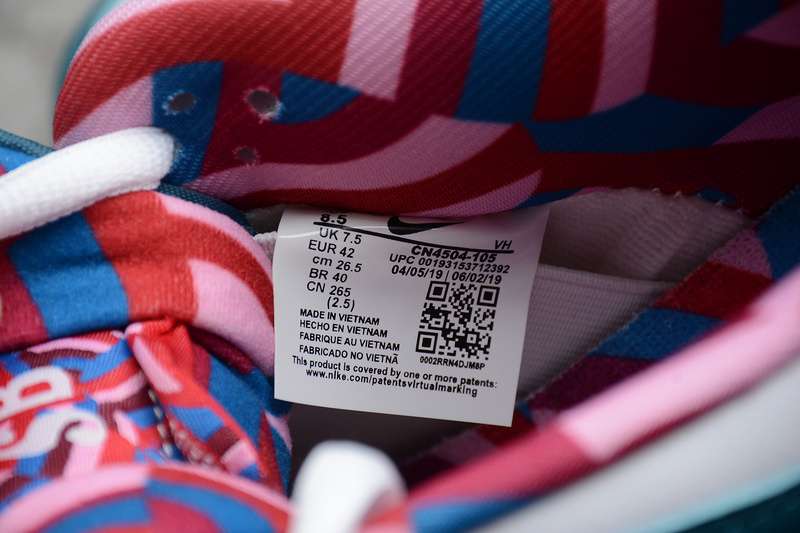 8.5
UK 7.5
EUR 42
cm 26.5
BR 40
CN 265
(2.5)
VH
CN4504-105
UPC 00193153712392
04/05/19 06/02/19
0002RRN4DJM8P
MADE IN VIETNAM
HECHO EN VIETNAM
FABRIQUE AU VIETNAM
FABRICADO NO VIETNÃ
This product is covered by one or more patents:
www.nike.com/patentsvirtualmarking
SB